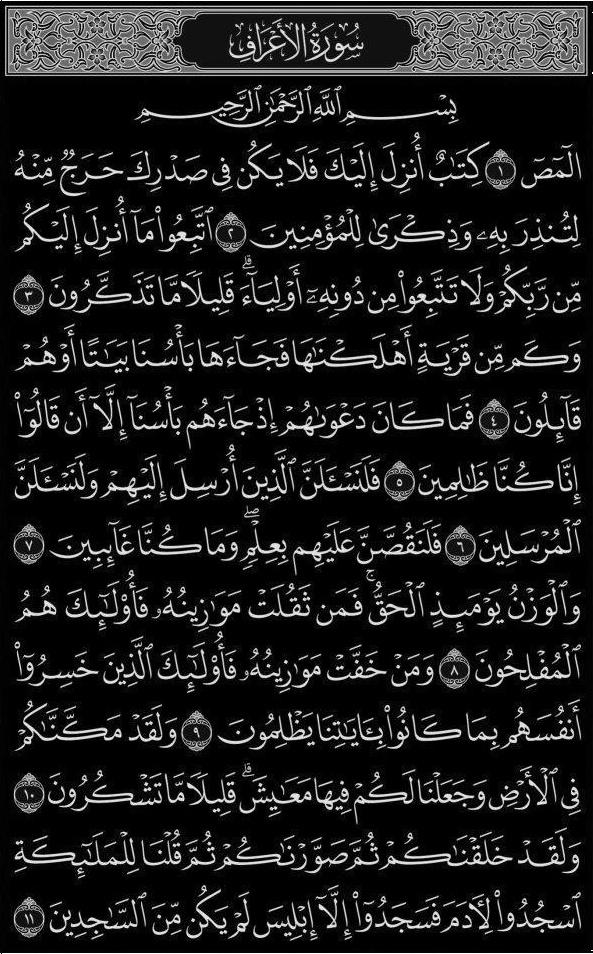 سُورَةُ الأَعْرَافِ
بِسْمِ ٱللَّهِ ٱلرَّحْمَٰنِ ٱلرَّحِيمِ
الٓمٓصٓ ١ كِتَٰبٌ أُنزِلَ إِلَيْكَ فَلَا يَكُن فِى صَدْرِكَ حَرَجٌ مِّنْهُ
لِتُنذِرَ بِهِۦ وَذِكْرَىٰ لِلْمُؤْمِنِينَ ٢ ٱتَّبِعُوا۟ مَآ أُنزِلَ إِلَيْكُم
مِّن رَّبِّكُمْ وَلَا تَتَّبِعُوا۟ مِن دُونِهِۦٓ أَوْلِيَآءَ ۗ قَلِيلًا مَّا تَذَكَّرُونَ ٣
وَكَم مِّن قَرْيَةٍ أَهْلَكْنَٰهَا فَجَآءَهَا بَأْسُنَا بَيَٰتًا أَوْ هُمْ
قَآئِلُونَ ٤ فَمَا كَانَ دَعْوَىٰهُمْ إِذْ جَآءَهُم بَأْسُنَآ إِلَّآ أَن قَالُوٓا۟
إِنَّا كُنَّا ظَٰلِمِينَ ٥ فَلَنَسْـَٔلَنَّ ٱلَّذِينَ أُرْسِلَ إِلَيْهِمْ وَلَنَسْـَٔلَنَّ
ٱلْمُرْسَلِينَ ٦ فَلَنَقُصَّنَّ عَلَيْهِم بِعِلْمٍ ۖ وَمَا كُنَّا غَآئِبِينَ ٧
وَٱلْوَزْنُ يَوْمَئِذٍ ٱلْحَقُّ ۚ فَمَن ثَقُلَتْ مَوَٰزِينُهُۥ فَأُو۟لَٰٓئِكَ هُمُ
ٱلْمُفْلِحُونَ ٨ وَمَنْ خَفَّتْ مَوَٰزِينُهُۥ فَأُو۟لَٰٓئِكَ ٱلَّذِينَ خَسِرُوٓا۟
أَنفُسَهُم بِمَا كَانُوا۟ بِـَٔايَٰتِنَا يَظْلِمُونَ ٩ وَلَقَدْ مَكَّنَّٰكُمْ
فِى ٱلْأَرْضِ وَجَعَلْنَا لَكُمْ فِيهَا مَعَٰيِشَ ۗ قَلِيلًا مَّا تَشْكُرُونَ ١٠
وَلَقَدْ خَلَقْنَٰكُمْ ثُمَّ صَوَّرْنَٰكُمْ ثُمَّ قُلْنَا لِلْمَلَٰٓئِكَةِ
ٱسْجُدُوا۟ لِـَٔادَمَ فَسَجَدُوٓا۟ إِلَّآ إِبْلِيسَ لَمْ يَكُن مِّنَ ٱلسَّٰجِدِينَ ١١